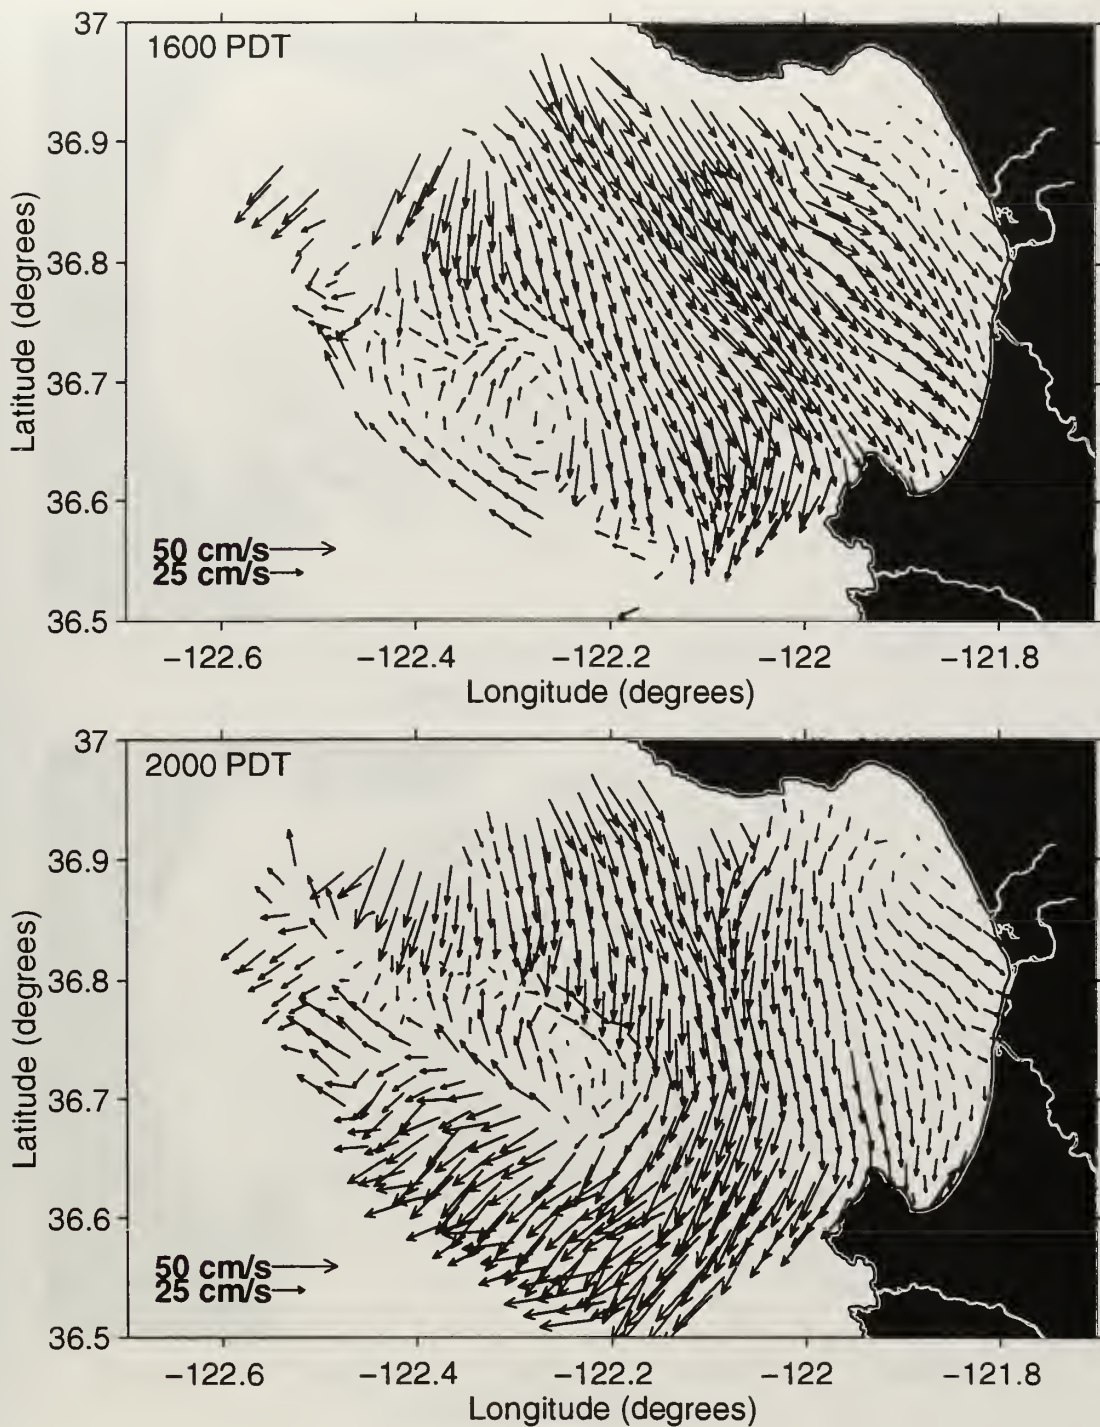 37
1600 PDT
36.9
36.8
36.7
36.6
36.5
50 cm/s
25 cm/s
Latitude (degrees)
−122.6
−122.4
−122.2
−122
−121.8
Longitude (degrees)
37
2000 PDT
36.9
36.8
36.7
36.6
36.5
50 cm/s
25 cm/s
Latitude (degrees)
−122.6
−122.4
−122.2
−122
−121.8
Longitude (degrees)